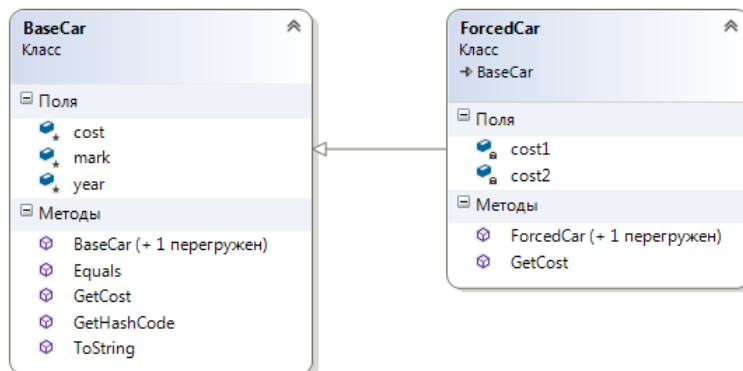 BaseCar
Класс
Поля
cost
mark
year
Методы
BaseCar (+ 1 перегружен)
Equals
GetCost
GetHashCode
ToString
ForcedCar
Класс
BaseCar
Поля
cost1
cost2
Методы
ForcedCar (+ 1 перегружен)
GetCost